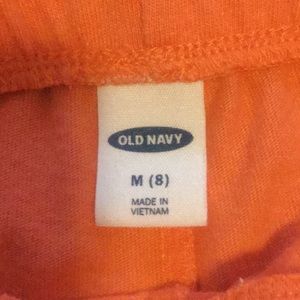 OLD NAVY
M (8)
MADE IN
VIETNAM